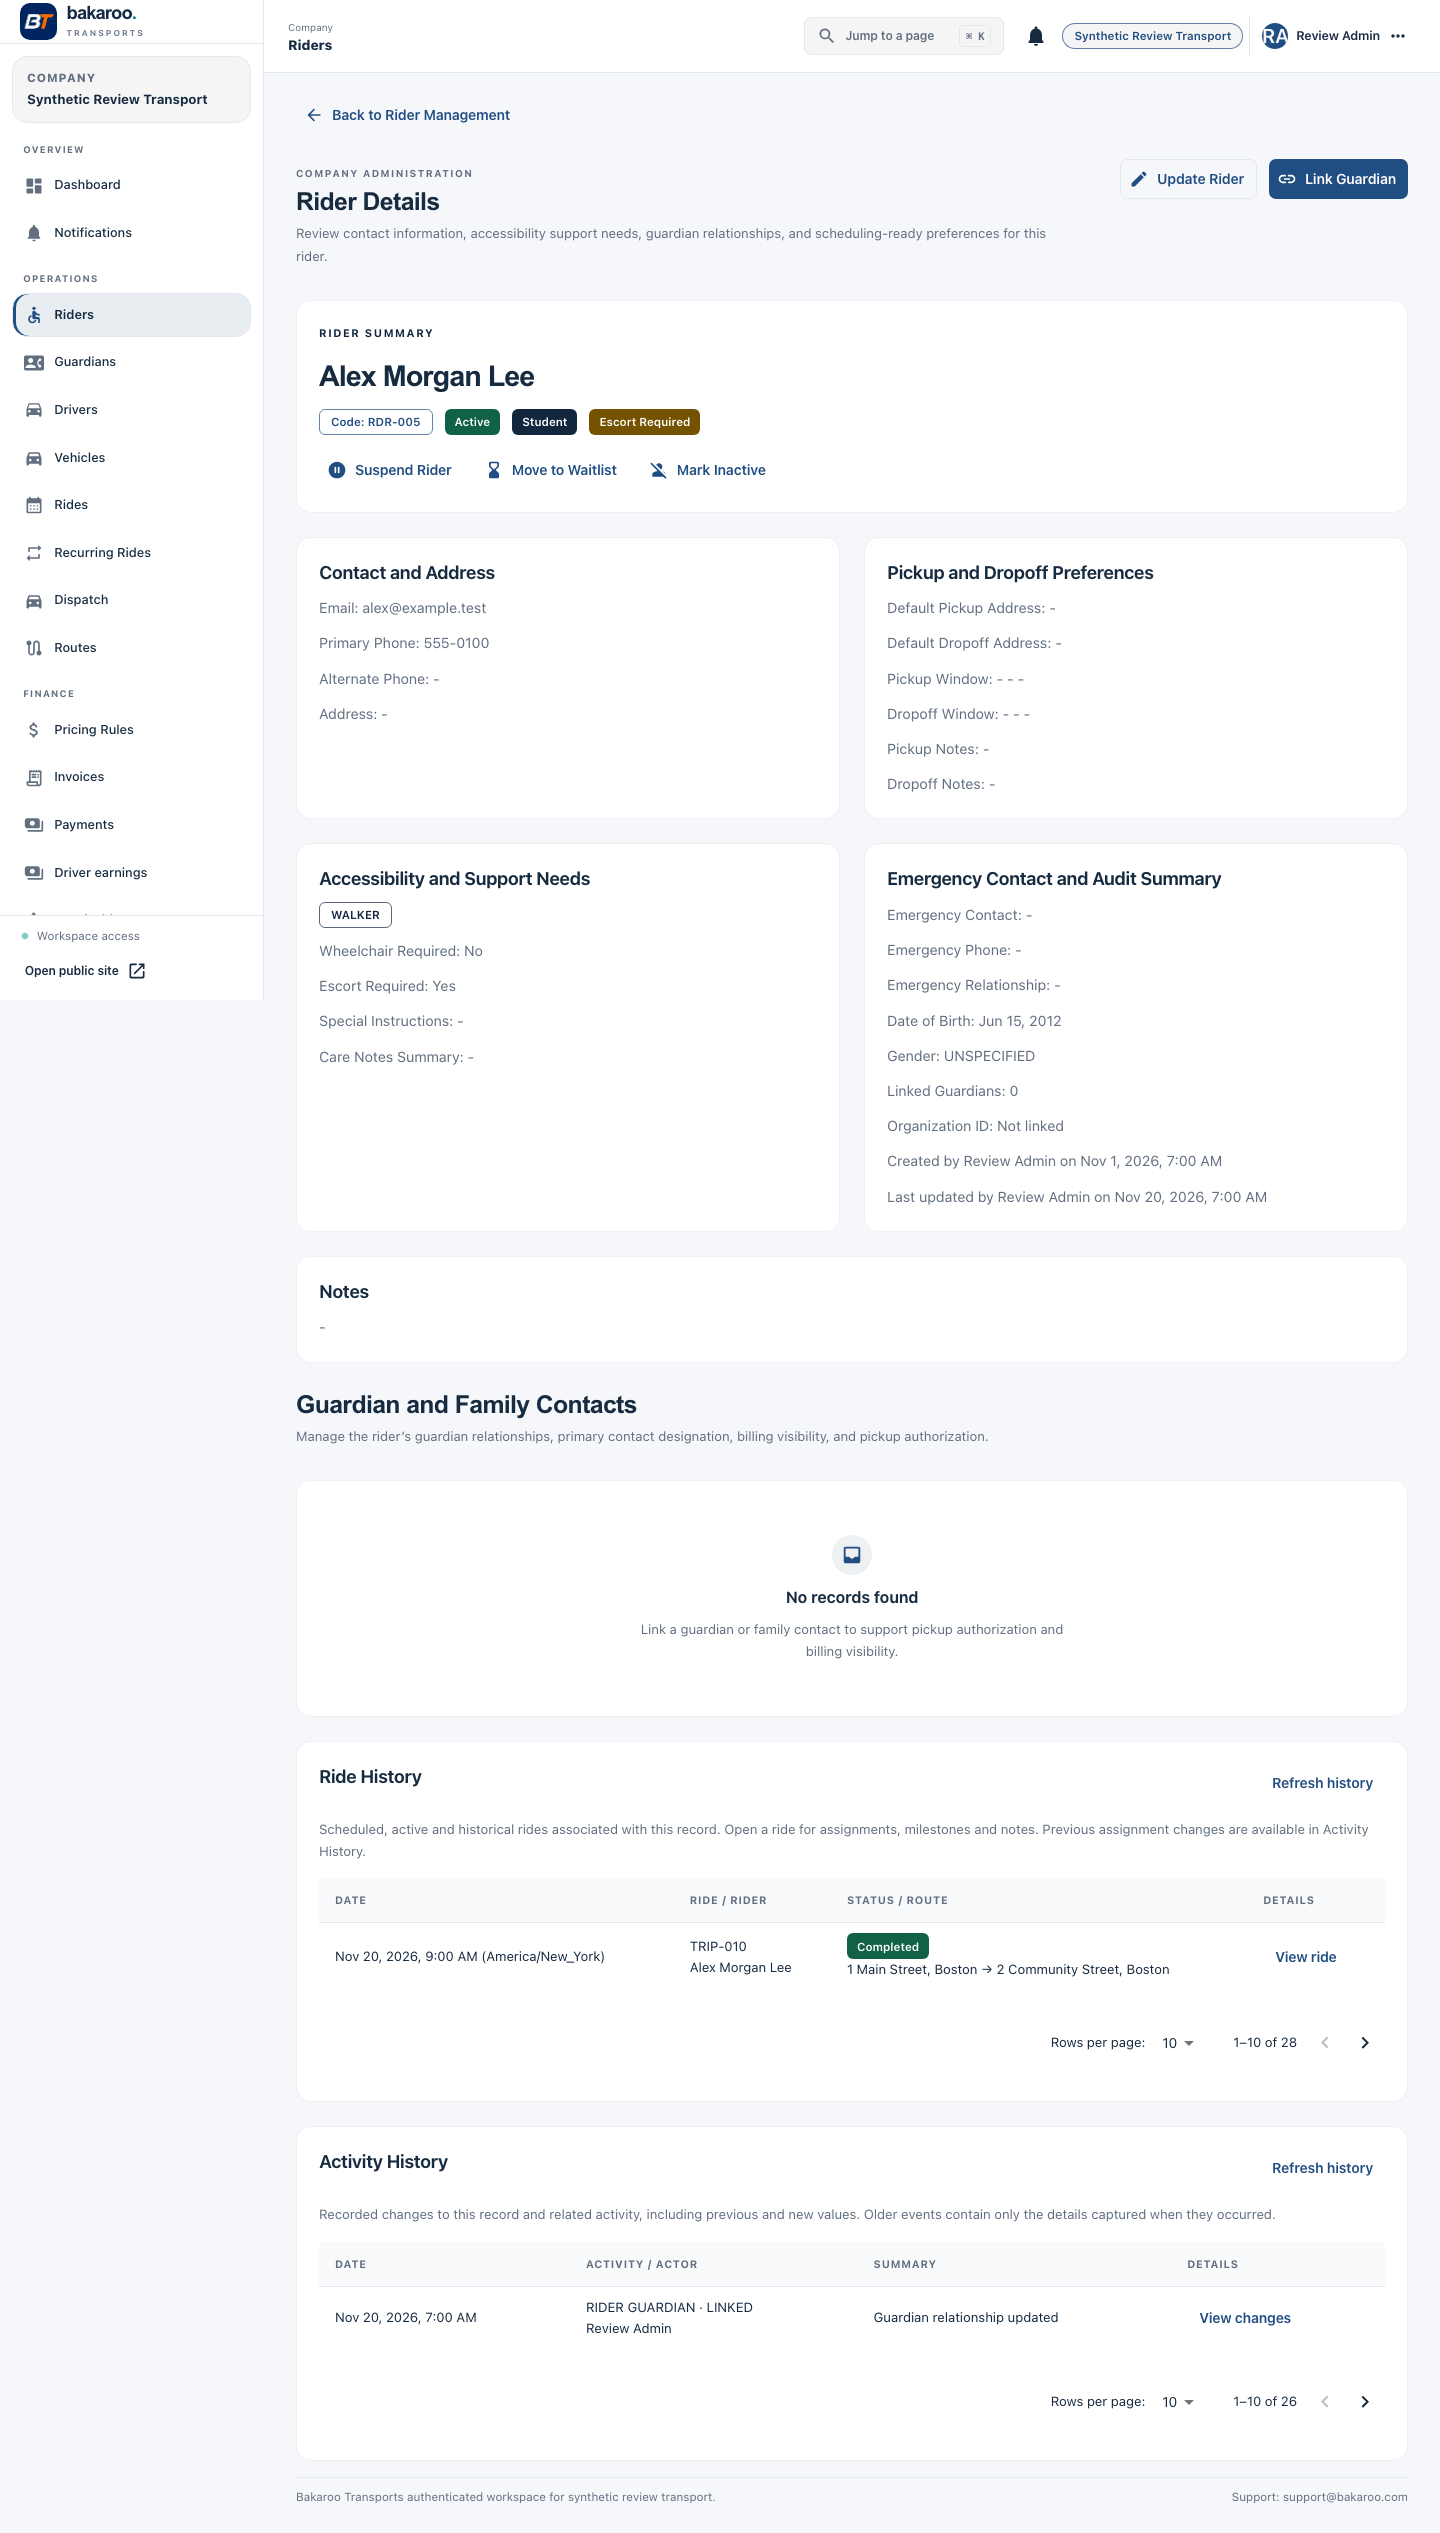 BT bakaroo.
TRANSPORTS
COMPANY
Synthetic Review Transport
OVERVIEW
Dashboard
Notifications
OPERATIONS
Riders
Guardians
Drivers
Vehicles
Rides
Recurring Rides
Dispatch
Routes
FINANCE
Pricing Rules
Invoices
Payments
Driver earnings
Workspace access
Open public site
Company
Riders
Jump to a page ⌘ K
Synthetic Review Transport
RA Review Admin
Back to Rider Management
COMPANY ADMINISTRATION
Rider Details
Review contact information, accessibility support needs, guardian relationships, and scheduling-ready preferences for this
rider.
Update Rider
Link Guardian
RIDER SUMMARY
Alex Morgan Lee
Code: RDR-005 Active Student Escort Required
Suspend Rider Move to Waitlist Mark Inactive
Contact and Address
Email: alex@example.test
Primary Phone: 555-0100
Alternate Phone: -
Address: -
Pickup and Dropoff Preferences
Default Pickup Address: -
Default Dropoff Address: -
Pickup Window: - - -
Dropoff Window: - - -
Pickup Notes: -
Dropoff Notes: -
Accessibility and Support Needs
WALKER
Wheelchair Required: No
Escort Required: Yes
Special Instructions: -
Care Notes Summary: -
Emergency Contact and Audit Summary
Emergency Contact: -
Emergency Phone: -
Emergency Relationship: -
Date of Birth: Jun 15, 2012
Gender: UNSPECIFIED
Linked Guardians: 0
Organization ID: Not linked
Created by Review Admin on Nov 1, 2026, 7:00 AM
Last updated by Review Admin on Nov 20, 2026, 7:00 AM
Notes
-
Guardian and Family Contacts
Manage the rider's guardian relationships, primary contact designation, billing visibility, and pickup authorization.
No records found
Link a guardian or family contact to support pickup authorization and
billing visibility.
Ride History
Refresh history
Scheduled, active and historical rides associated with this record. Open a ride for assignments, milestones and notes. Previous assignment changes are available in Activity
History.
DATE RIDE / RIDER STATUS / ROUTE DETAILS
Nov 20, 2026, 9:00 AM (America/New_York)
TRIP-010
Alex Morgan Lee
Completed
1 Main Street, Boston → 2 Community Street, Boston
View ride
Rows per page: 10 1–10 of 28
Activity History
Refresh history
Recorded changes to this record and related activity, including previous and new values. Older events contain only the details captured when they occurred.
DATE ACTIVITY / ACTOR SUMMARY DETAILS
Nov 20, 2026, 7:00 AM
RIDER GUARDIAN · LINKED
Review Admin
Guardian relationship updated
View changes
Rows per page: 10 1–10 of 26
Bakaroo Transports authenticated workspace for synthetic review transport.
Support: support@bakaroo.com